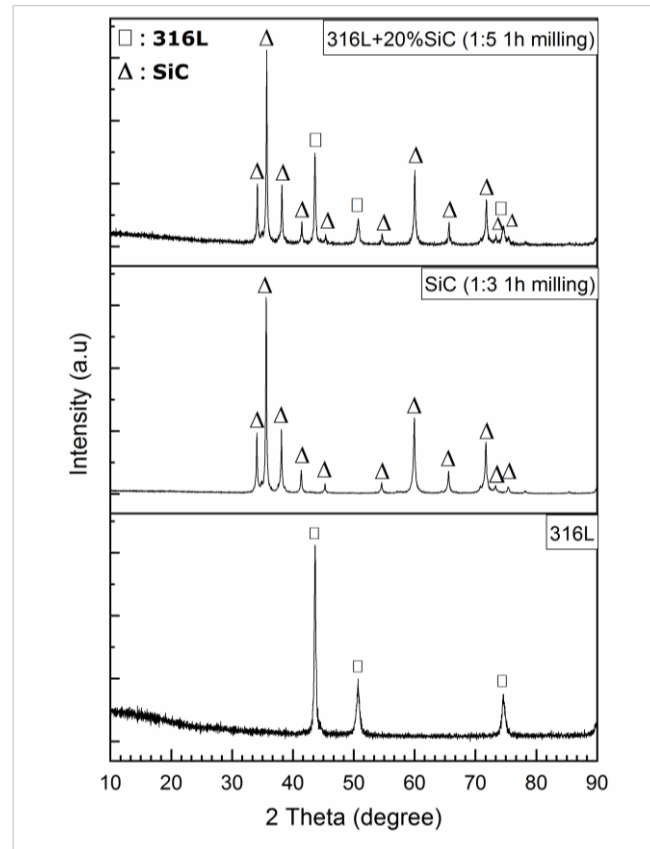 □ : 316L
316L+20%SiC (1:5 1h milling)
Δ : SiC
SiC (1:3 1h milling)
316L
Intensity (a.u)
10 20 30 40 50 60 70 80 90
2 Theta (degree)